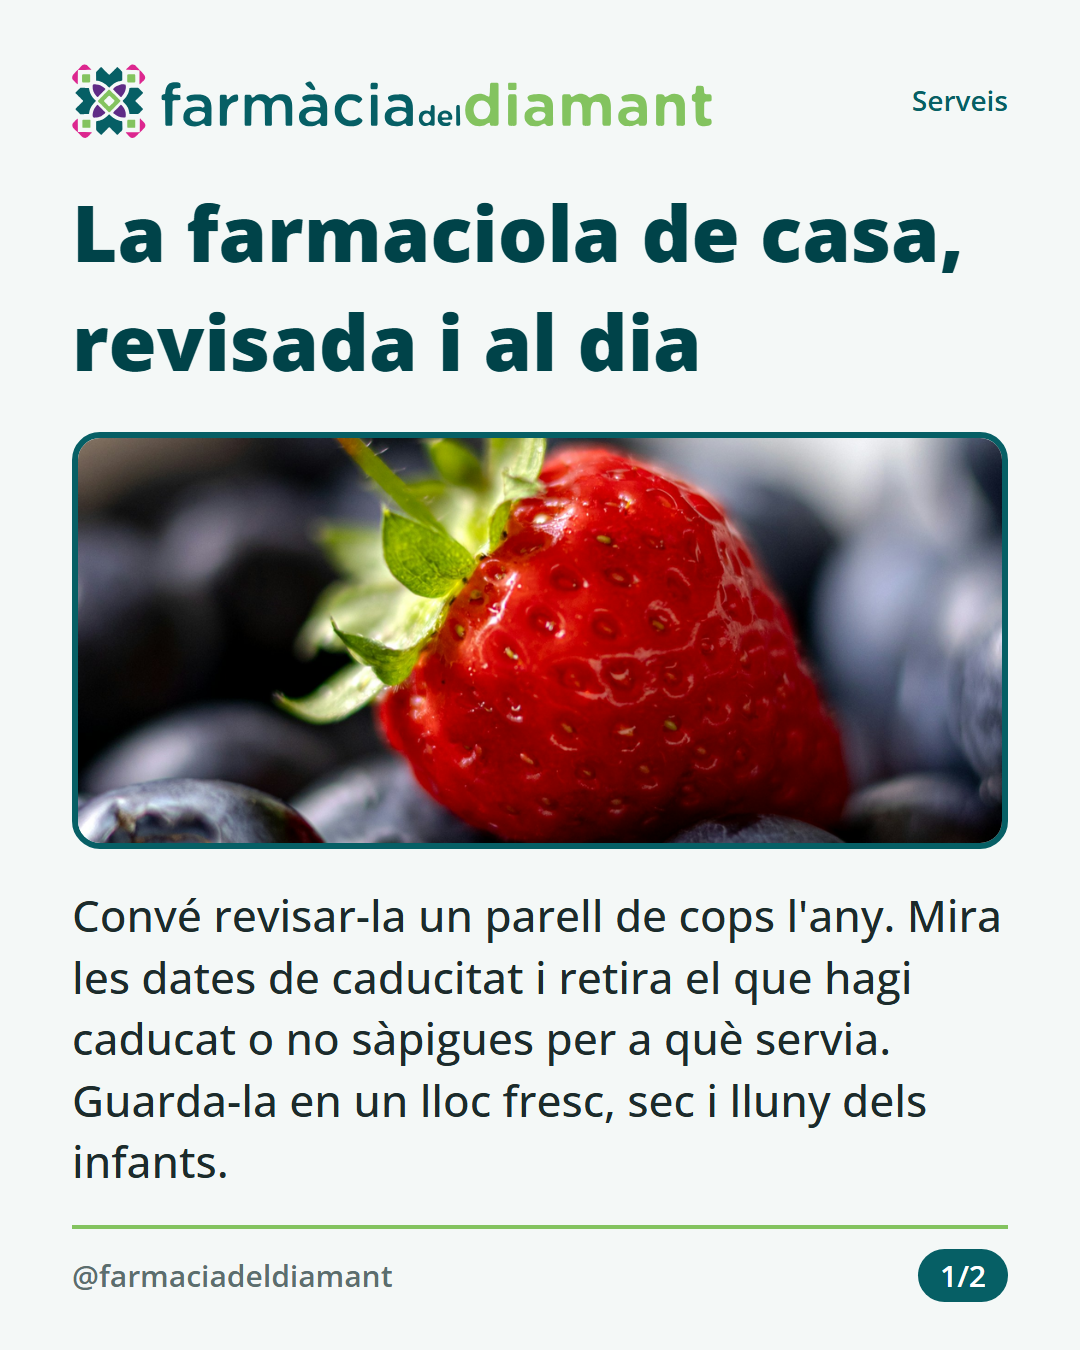 farmàciadeldiamant
Serveis
La farmaciola de casa,
revisada i al dia
Convé revisar-la un parell de cops l'any. Mira
les dates de caducitat i retira el que hagi
caducat o no sàpigues per a què servia.
Guarda-la en un lloc fresc, sec i lluny dels
infants.
@farmaciadeldiamant
1/2